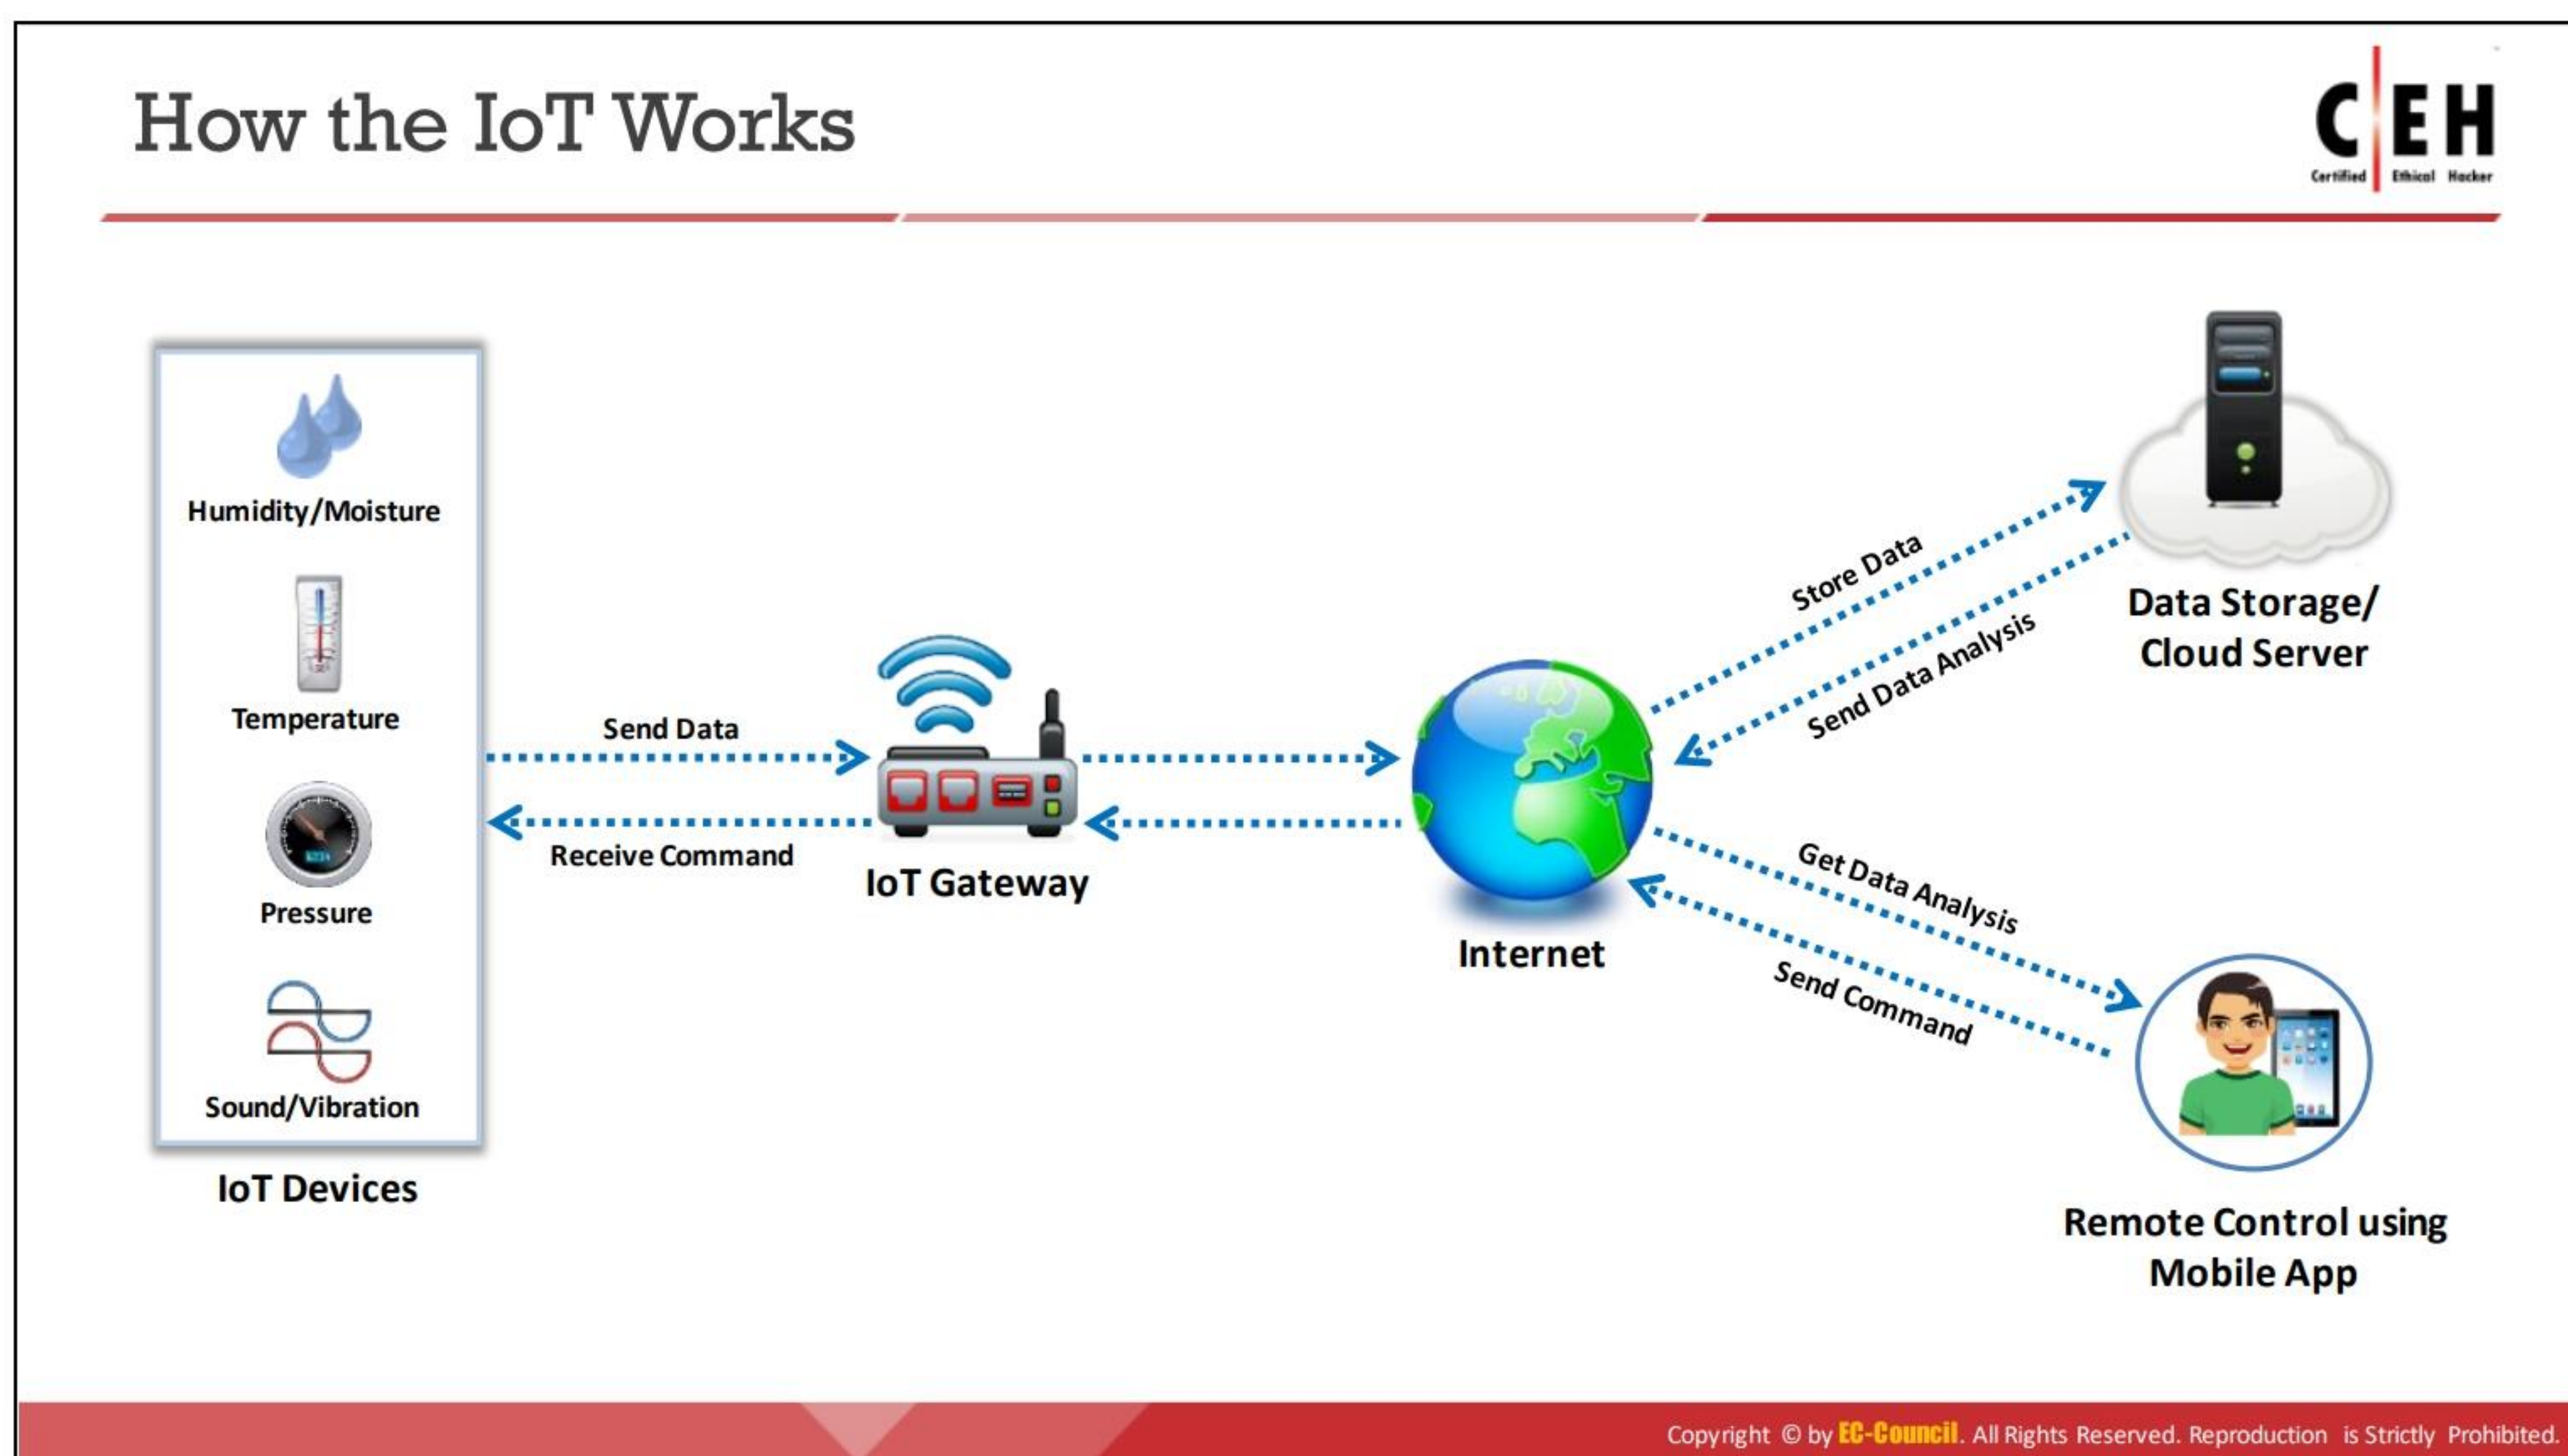 How the IoT Works
C EH
Certified Ethical Hacker
Humidity/Moisture
Temperature
Pressure
Sound/Vibration
IoT Devices
Send Data
Receive Command
IoT Gateway
Internet
Store Data
Send Data Analysis
Data Storage/
Cloud Server
Get Data Analysis
Send Command
Remote Control using
Mobile App
Copyright © by EC-Council. All Rights Reserved. Reproduction is Strictly Prohibited.